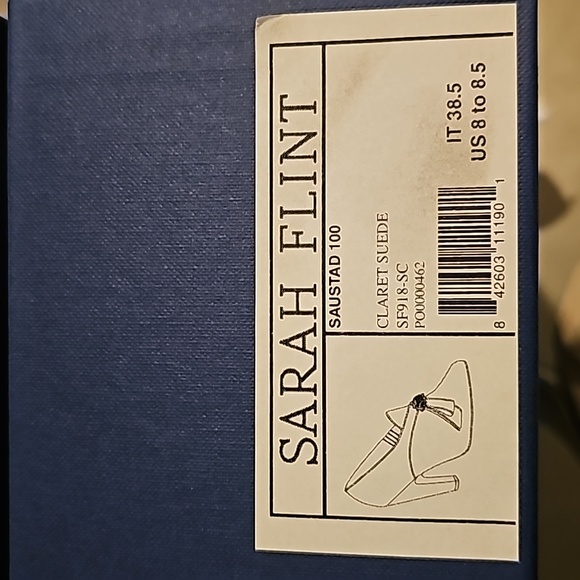 SARAH FLINT
SAUSTAD 100
CLARET SUEDE
SF918-SC
PO0000462
IT 38.5
US 8 to 8.5
8 42603 11190 1